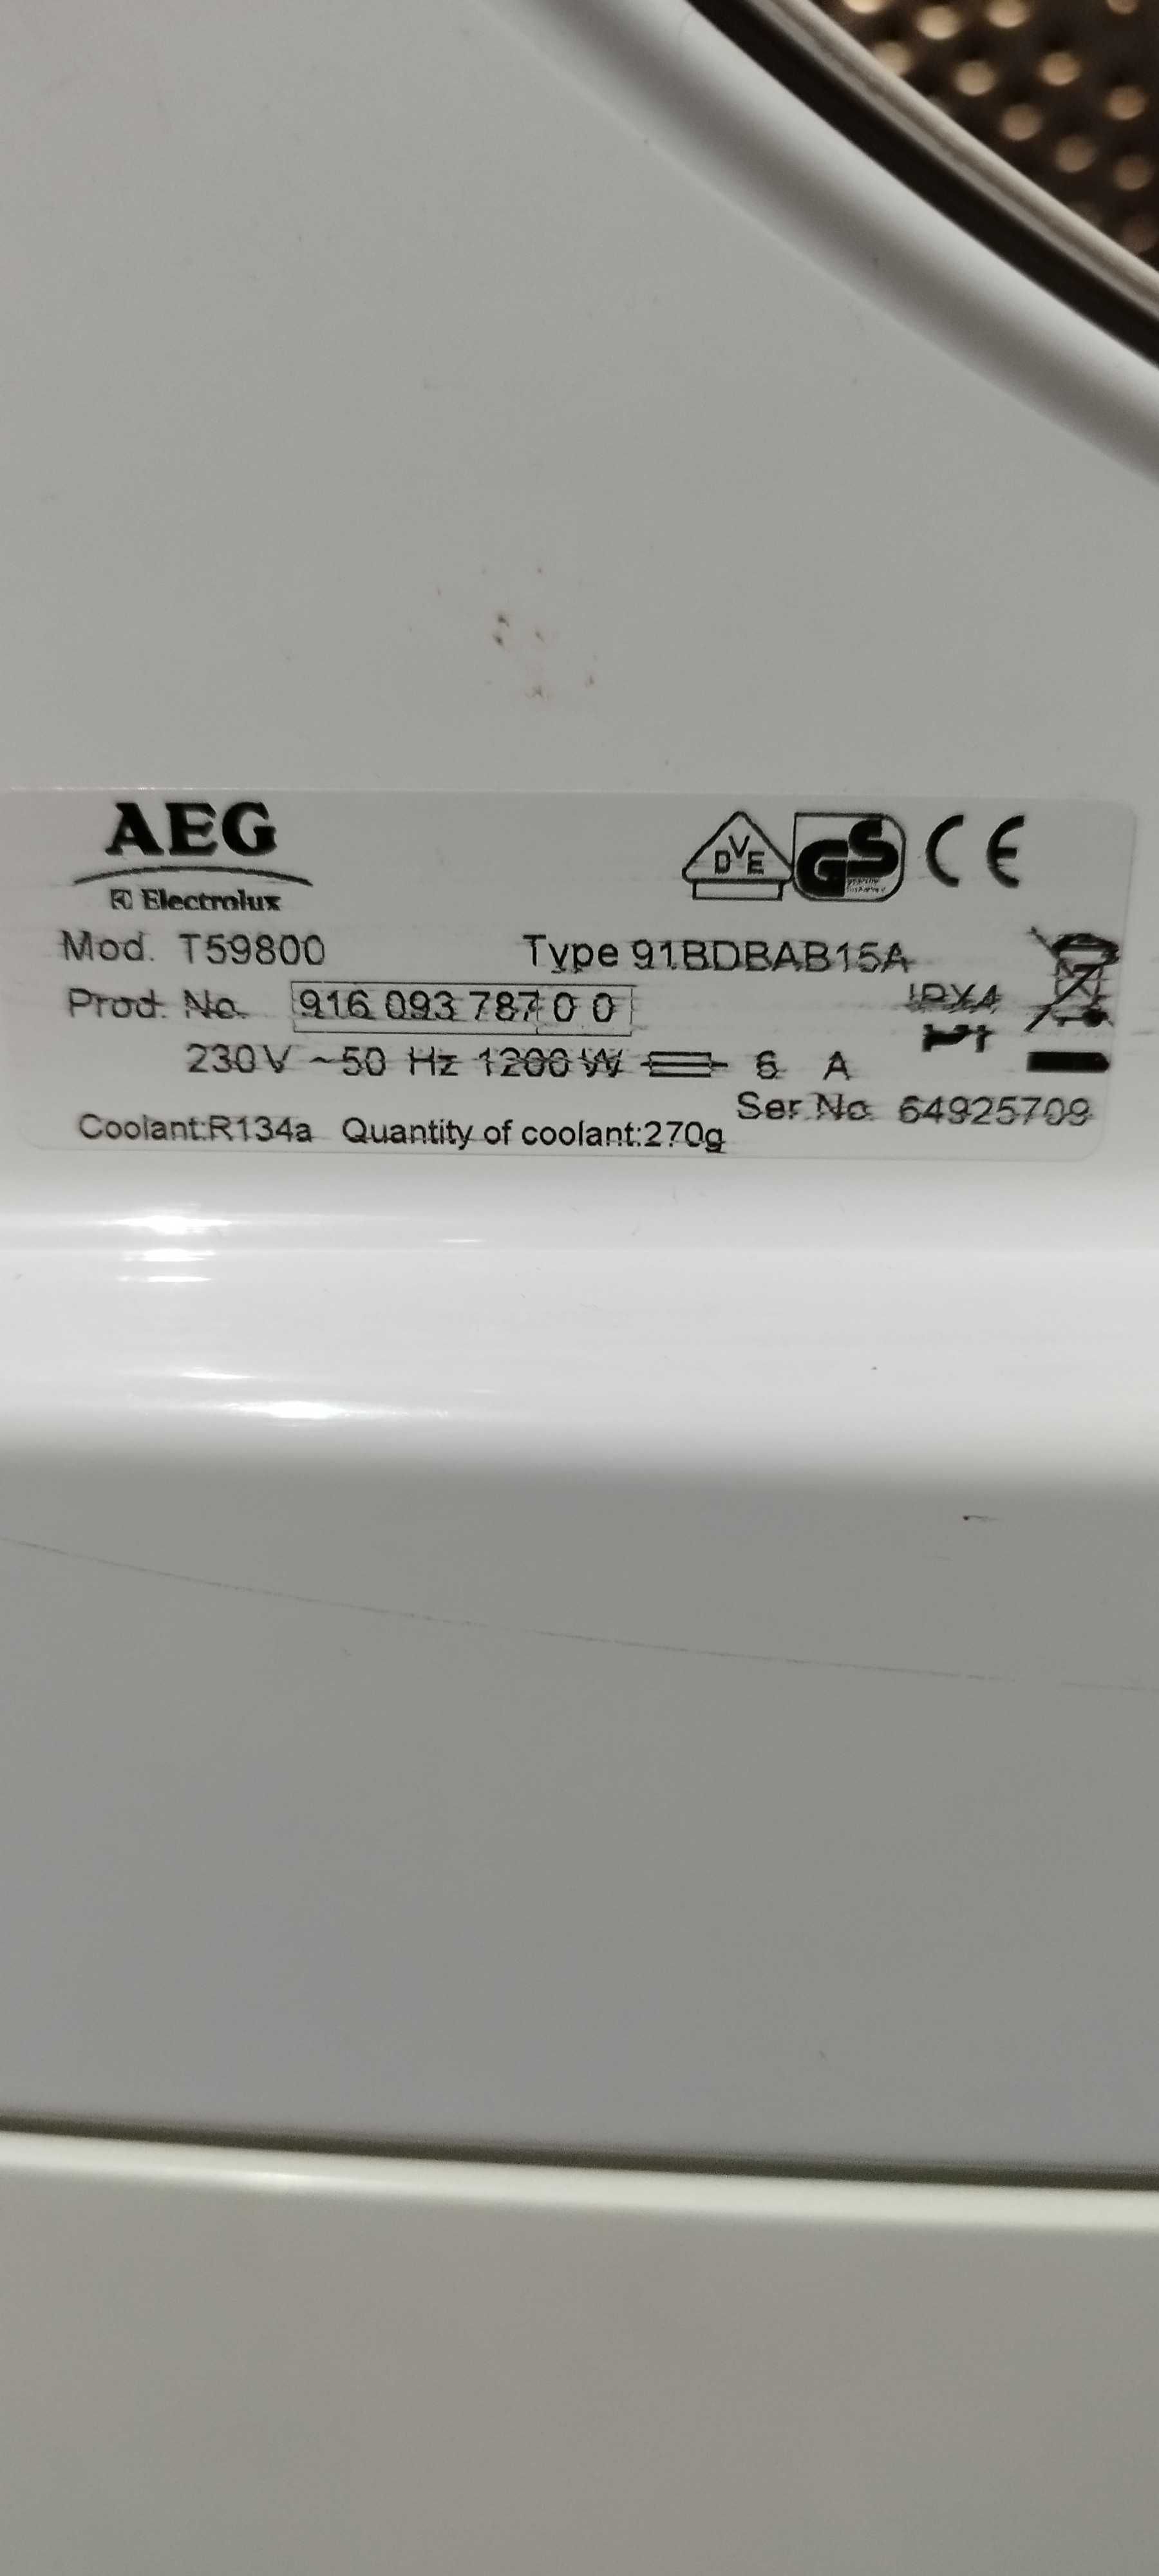 AEG
Electrolux
DVE GS CE
Mod. T59800 Type 91BDBAB15A
Prod. No. 916 093 787 0 0 IPX4
230V ~50 Hz 1200 W 6 A
Ser. No. 64925709
Coolant:R134a Quantity of coolant:270g